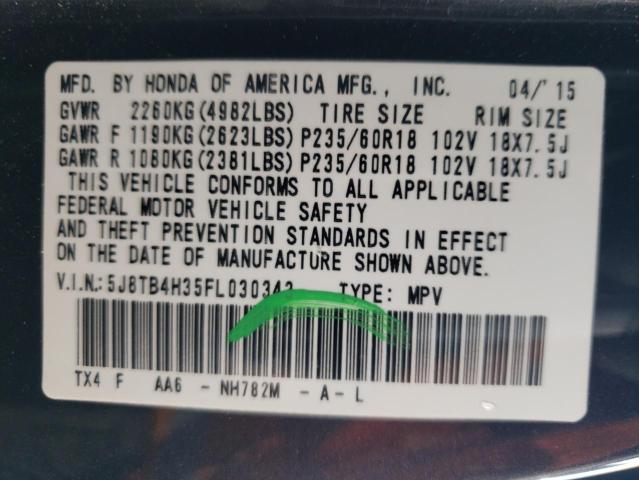 MFD. BY HONDA OF AMERICA MFG., INC. 04/'15
GVWR 2260KG(4982LBS) TIRE SIZE RIM SIZE
GAWR F 1190KG(2623LBS) P235/60R18 102V 18X7.5J
GAWR R 1080KG(2381LBS) P235/60R18 102V 18X7.5J
THIS VEHICLE CONFORMS TO ALL APPLICABLE
FEDERAL MOTOR VEHICLE SAFETY
AND THEFT PREVENTION STANDARDS IN EFFECT
ON THE DATE OF MANUFACTURE SHOWN ABOVE.
V.I.N.:5J8TB4H35FL030343 TYPE: MPV
TX4 F AA6 - NH782M - A - L